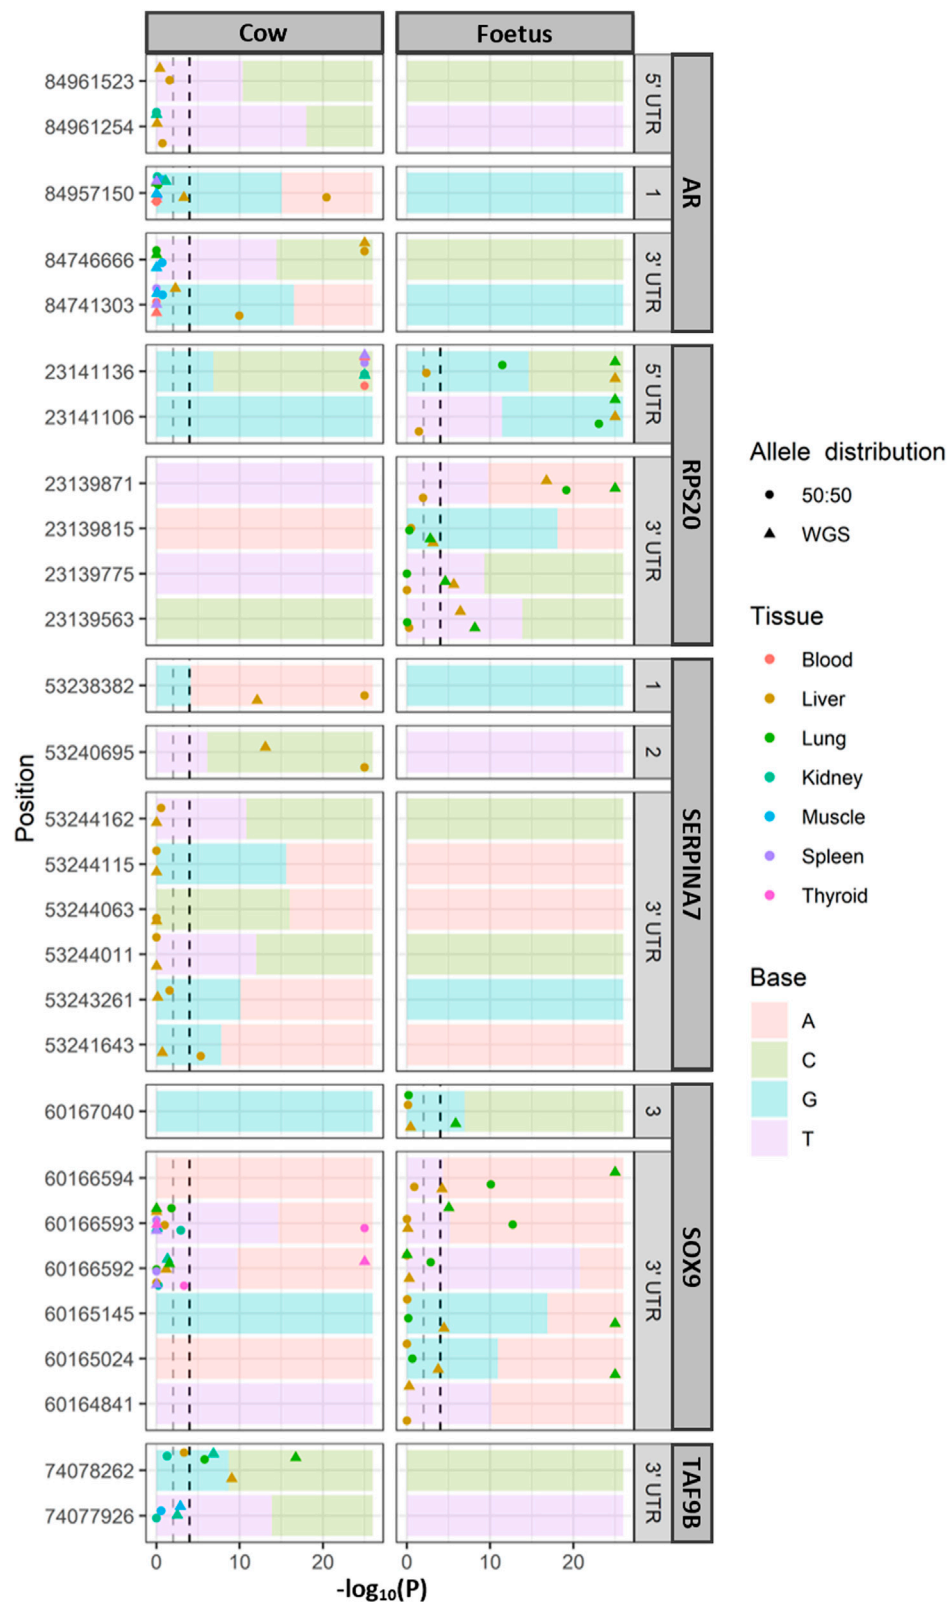 Cow
Foetus
84961523
84961254
5' UTR
84957150
1
AR
84746666
84741303
3' UTR
23141136
23141106
5' UTR
RPS20
23139871
23139815
23139775
23139563
3' UTR
53238382
1
53240695
2
SERPINA7
53244162
53244115
53244063
53244011
53243261
53241643
3' UTR
60167040
3
SOX9
60166594
60166593
60166592
60165145
60165024
60164841
3' UTR
74078262
74077926
3' UTR
TAF9B
Position
0 10 20
0 10 20
-log₁₀(P)
Allele distribution
50:50
WGS
Tissue
Blood
Liver
Lung
Kidney
Muscle
Spleen
Thyroid
Base
A
C
G
T